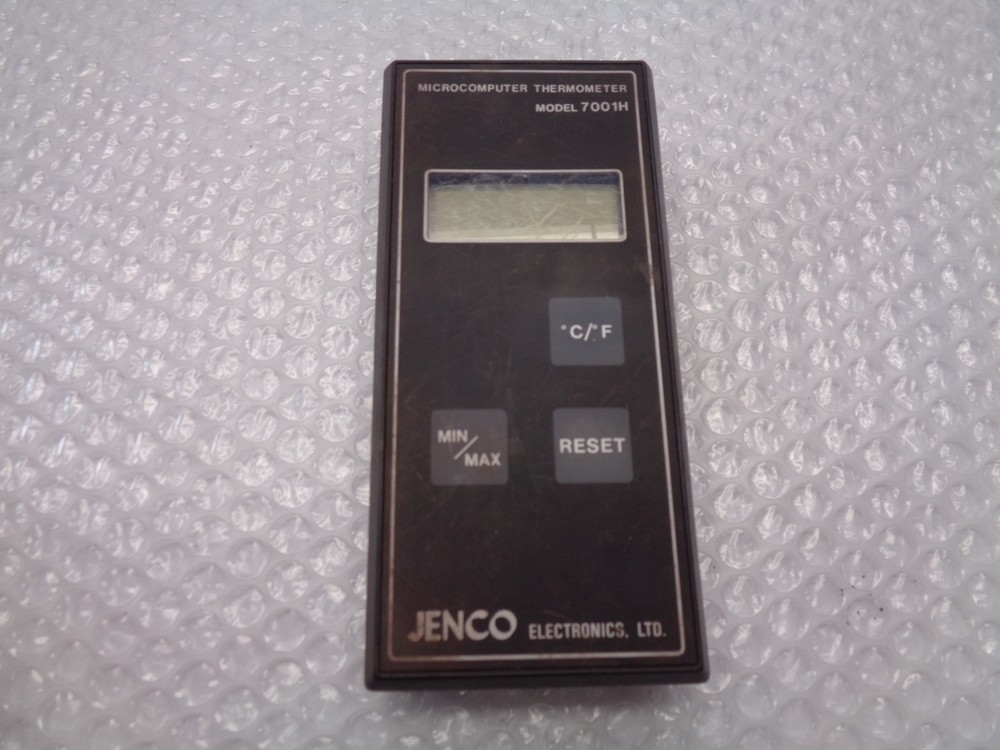 MICROCOMPUTER THERMOMETER
MODEL 7001H
°C/°F
MIN/MAX
RESET
JENCO ELECTRONICS, LTD.